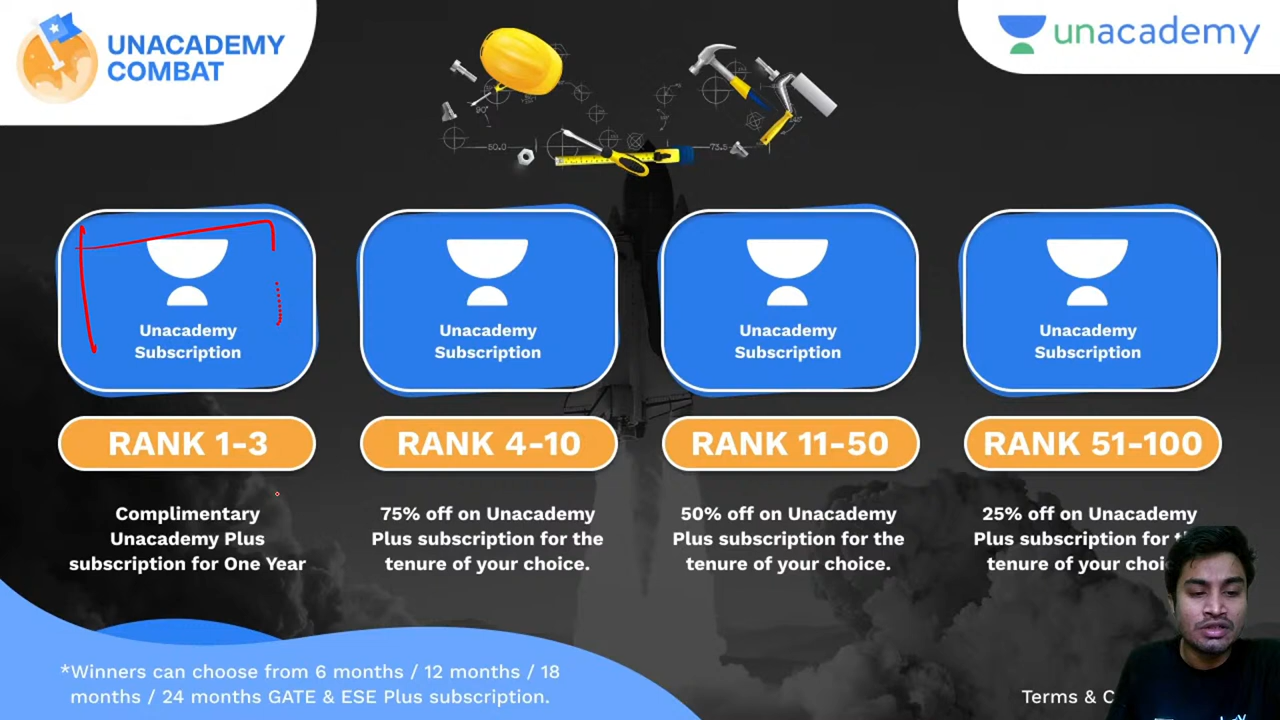 UNACADEMY
COMBAT
unacademy
50.0
73.5
Unacademy
Subscription
Unacademy
Subscription
Unacademy
Subscription
Unacademy
Subscription
RANK 1-3
RANK 4-10
RANK 11-50
RANK 51-100
Complimentary
Unacademy Plus
subscription for One Year
75% off on Unacademy
Plus subscription for the
tenure of your choice.
50% off on Unacademy
Plus subscription for the
tenure of your choice.
25% off on Unacademy
Plus subscription for
tenure of your
*Winners can choose from 6 months / 12 months / 18
months / 24 months GATE & ESE Plus subscription.
Terms &